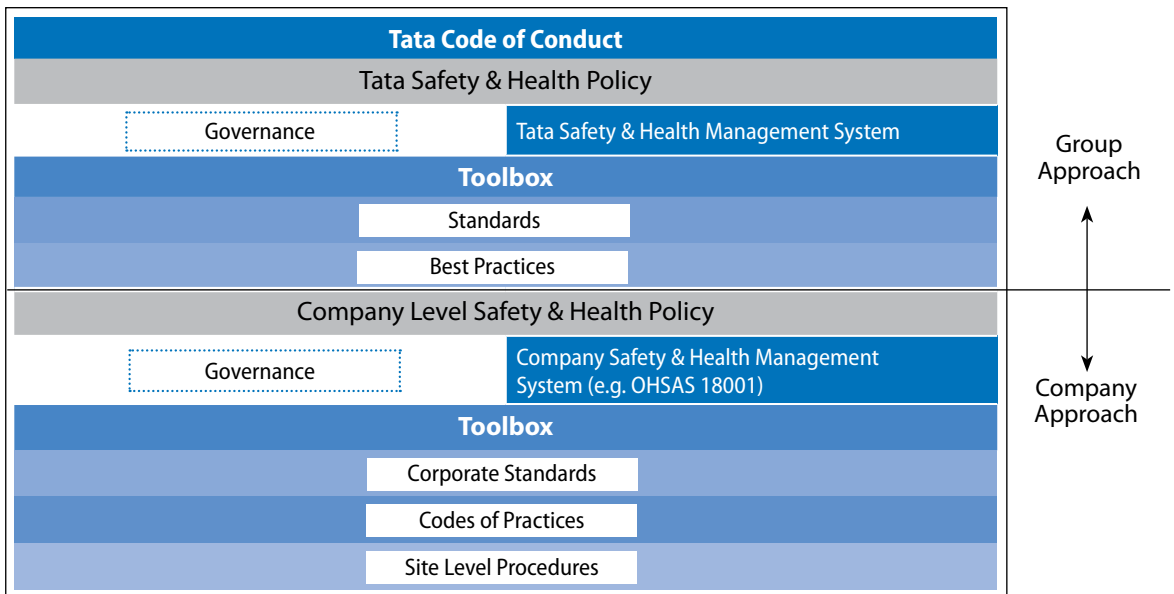 Tata Code of Conduct
Tata Safety & Health Policy
Governance
Tata Safety & Health Management System
Toolbox
Standards
Best Practices
Group
Approach
Company Level Safety & Health Policy
Governance
Company Safety & Health Management
System (e.g. OHSAS 18001)
Toolbox
Corporate Standards
Codes of Practices
Site Level Procedures
Company
Approach